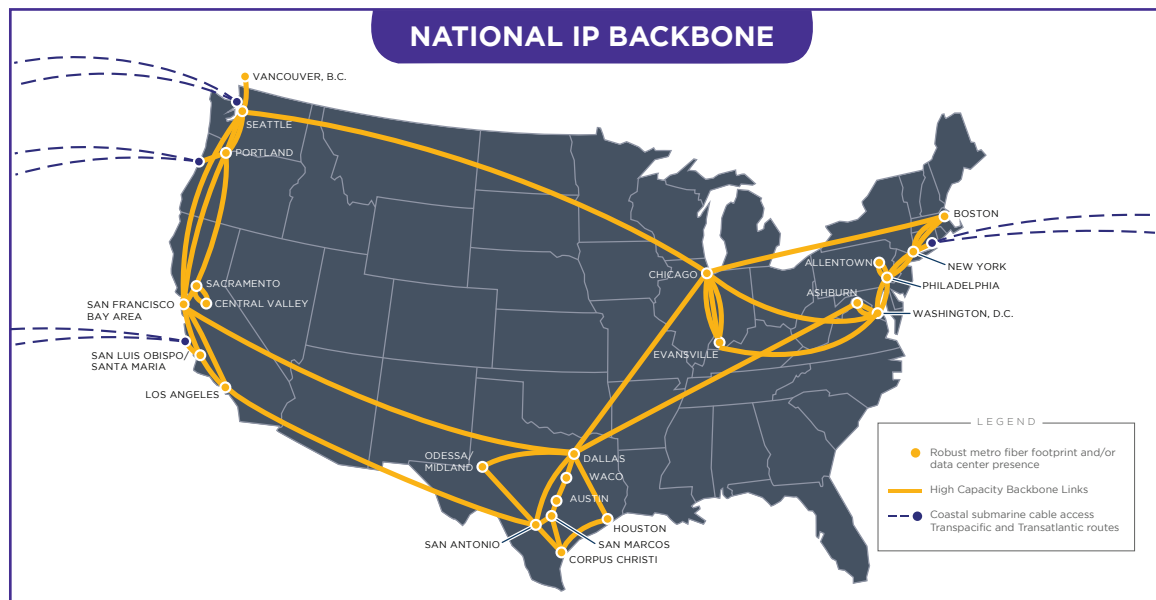 NATIONAL IP BACKBONE
VANCOUVER, B.C.
SEATTLE
PORTLAND
SACRAMENTO
CENTRAL VALLEY
SAN FRANCISCO
BAY AREA
SAN LUIS OBISPO/
SANTA MARIA
LOS ANGELES
BOSTON
CHICAGO
ALLENTOWN
NEW YORK
PHILADELPHIA
ASHBURN
WASHINGTON, D.C.
EVANSVILLE
ODESSA/
MIDLAND
DALLAS
WACO
AUSTIN
HOUSTON
SAN ANTONIO
SAN MARCOS
CORPUS CHRISTI
LEGEND
Robust metro fiber footprint and/or
data center presence
High Capacity Backbone Links
Coastal submarine cable access
Transpacific and Transatlantic routes